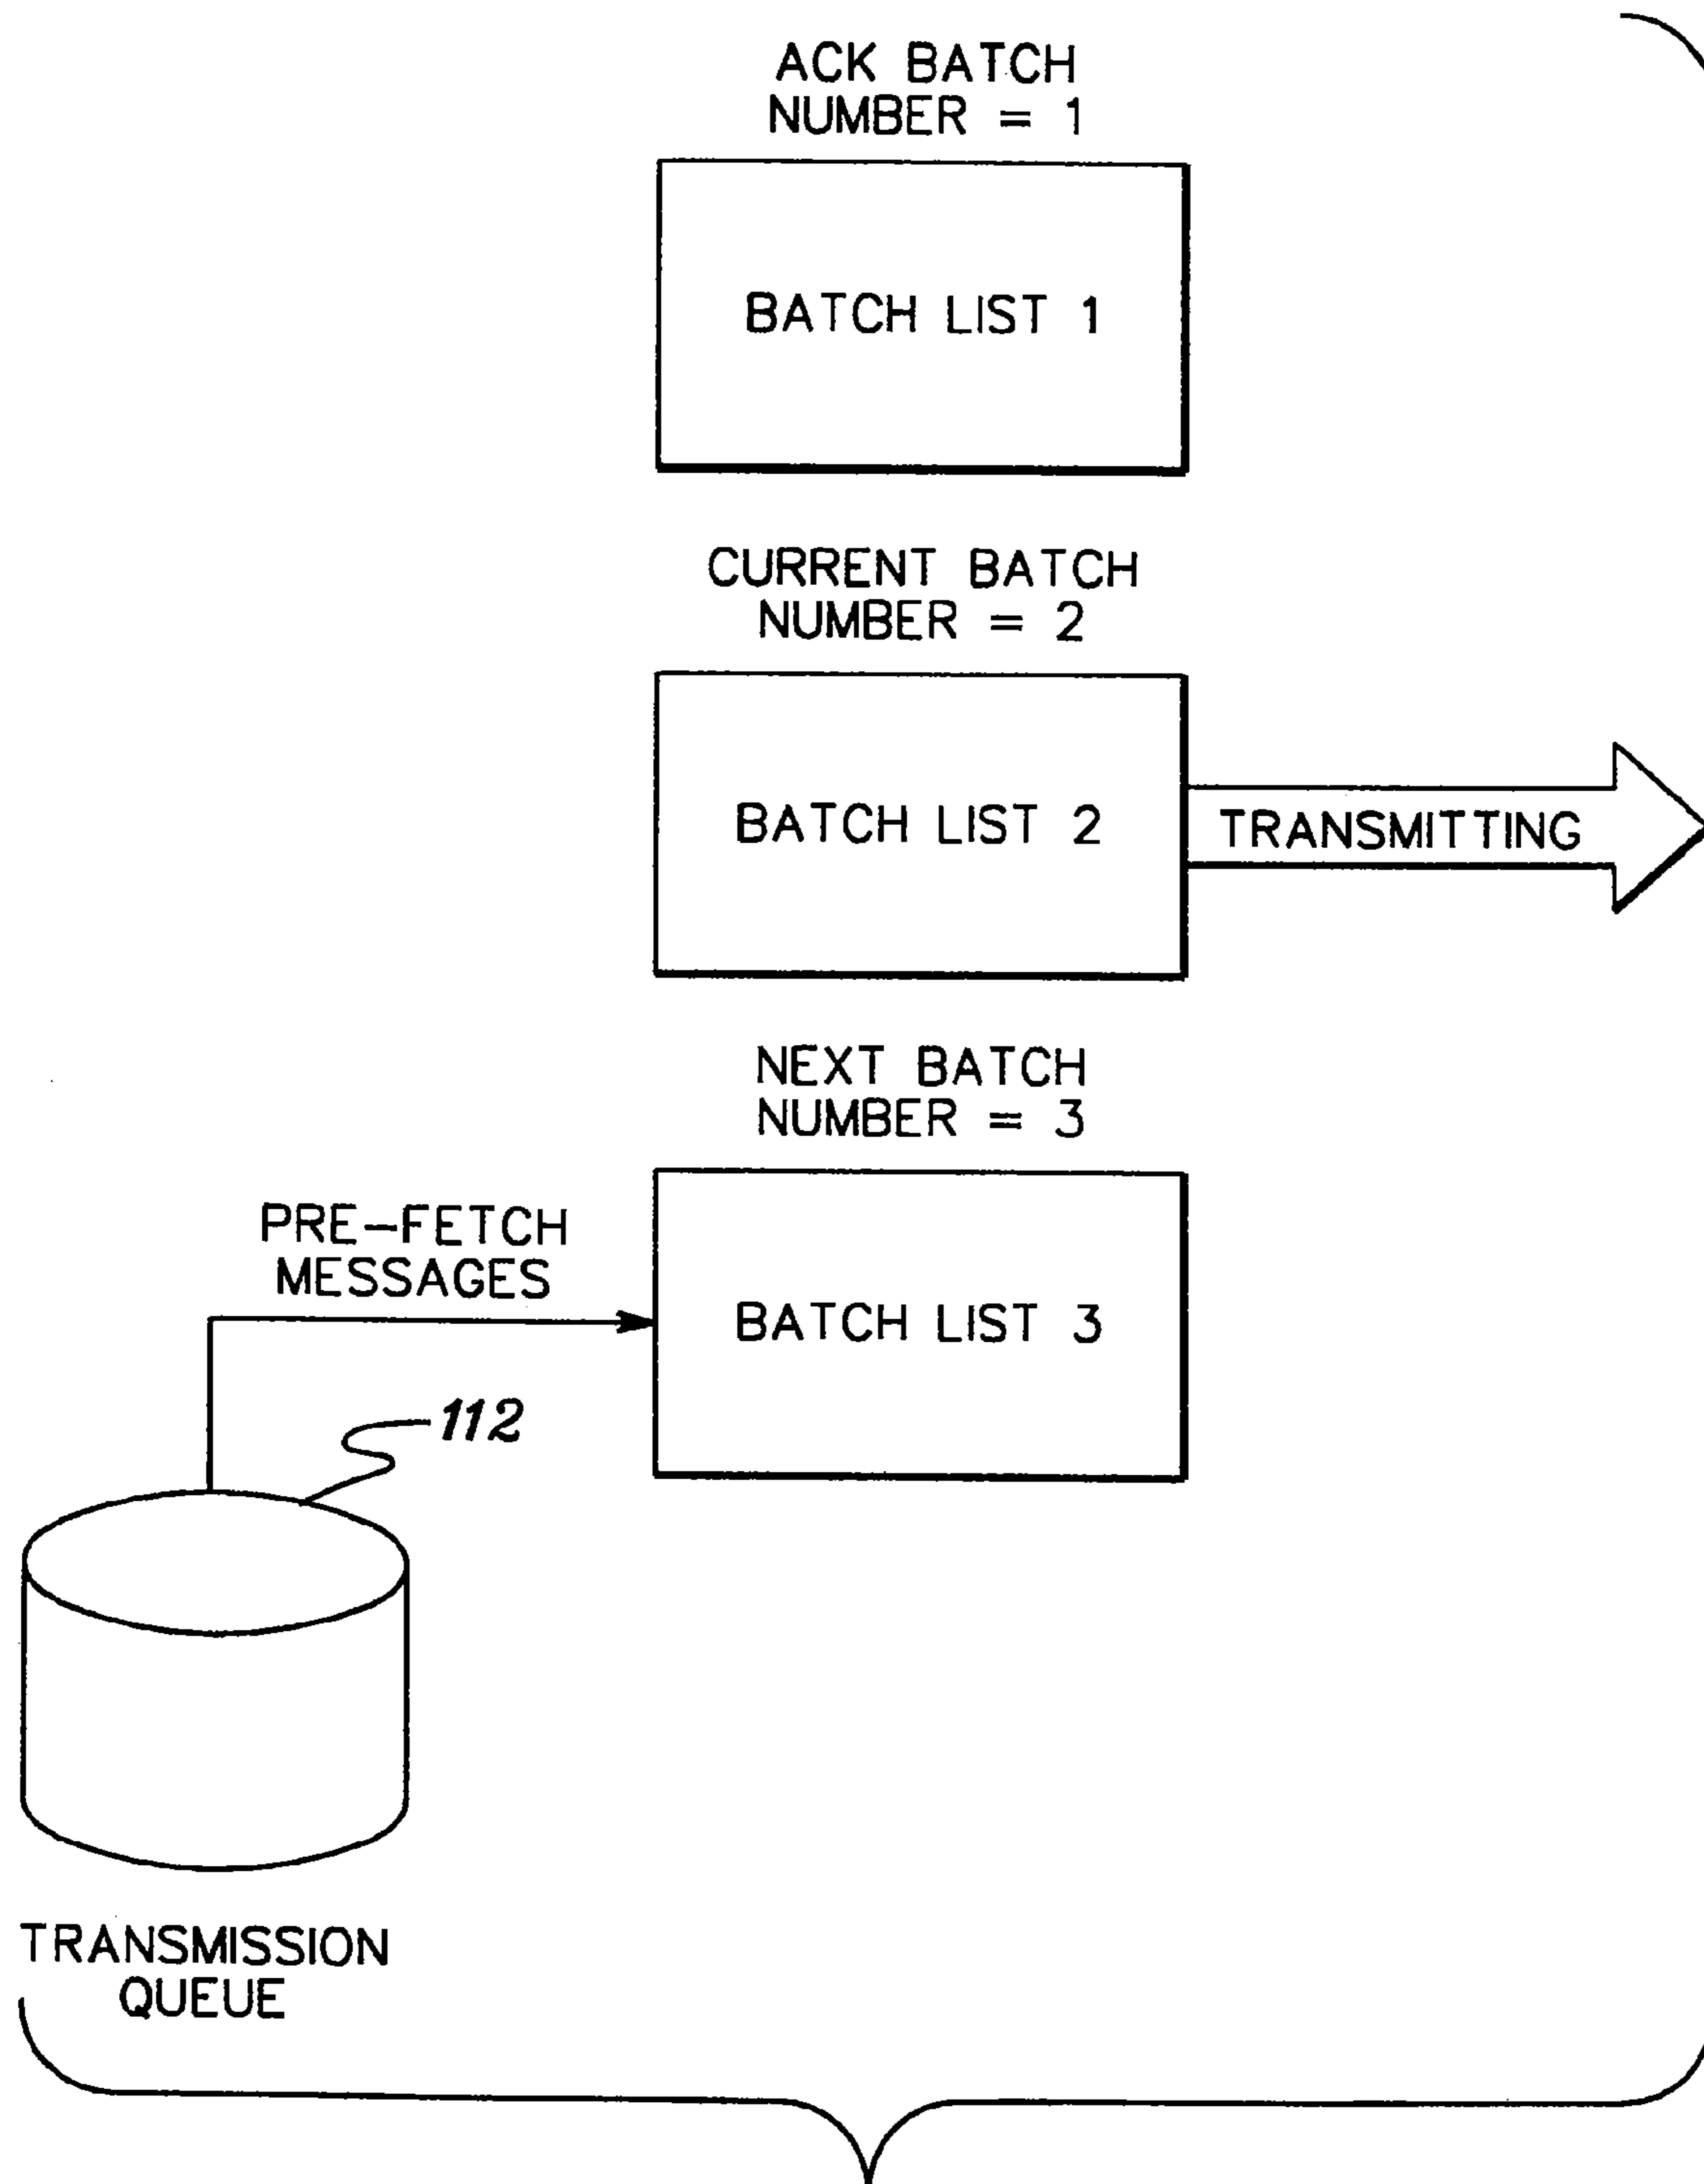 ACK BATCH
NUMBER = 1
BATCH LIST 1
CURRENT BATCH
NUMBER = 2
BATCH LIST 2
TRANSMITTING
NEXT BATCH
NUMBER = 3
PRE-FETCH
MESSAGES
BATCH LIST 3
112
TRANSMISSION
QUEUE